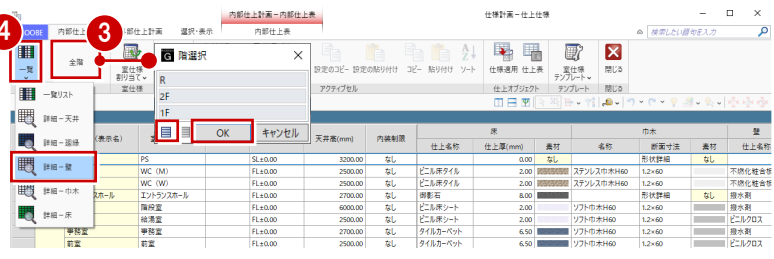 内部仕上計画－内部仕上表
仕様計画－仕上仕様
4
3
内部仕上表
選択・表示
検索したい語句を入力
一覧
全階
室仕様
割り当て
階選択
R
2F
1F
OK
キャンセル
設定のコピー
設定の貼り付け
コピー
貼り付け
ソート
アクティブセル
仕様適用
仕上表
仕上オブジェクト
室仕様
テンプレート
テンプレート
閉じる
閉じる
一覧リスト
詳細－天井
詳細－廻縁
詳細－壁
詳細－巾木
詳細－床
(表示名)
天井高(mm)
内装制限
床
巾木
壁
仕上名称
仕上厚(mm)
素材
名称
断面寸法
素材
仕上名称
PS SL±0.00 3200.00 なし 0.00 なし 形状詳細 なし
WC（M） FL±0.00 2500.00 なし ビニル床タイル 2.00 ステンレス巾木H60 1.2×60 不燃化粧合板
WC（W） FL±0.00 2500.00 なし ビニル床タイル 2.00 ステンレス巾木H60 1.2×60 不燃化粧合板
エントランスホール FL±0.00 2700.00 なし 御影石 8.00 形状詳細 なし 撥水剤
階段室 FL±0.00 6000.00 なし ビニル床シート 2.00 ソフト巾木H60 1.2×60 撥水剤
給湯室 FL±0.00 2500.00 なし ビニル床シート 2.00 ソフト巾木H60 1.2×60 ビニルクロス
事務室 事務室 FL±0.00 2700.00 なし タイルカーペット 6.50 ソフト巾木H60 1.2×60 撥水剤
前室 前室 FL±0.00 2500.00 なし タイルカーペット 6.50 ソフト巾木H60 1.2×60 ビニルクロス